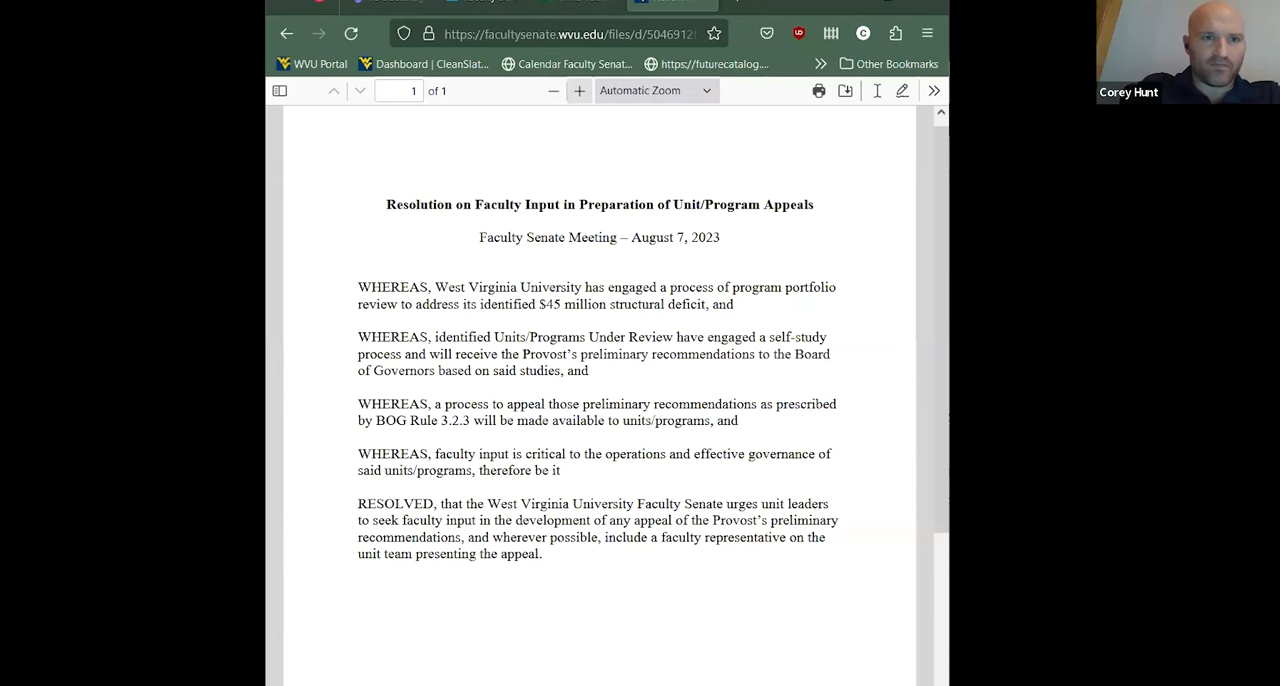 https://facultysenate.wvu.edu/files/d/5046912
WVU Portal
Dashboard | CleanSlat...
Calendar Faculty Senat...
https://futurecatalog....
Other Bookmarks
1 of 1
Automatic Zoom
Corey Hunt
Resolution on Faculty Input in Preparation of Unit/Program Appeals
Faculty Senate Meeting – August 7, 2023
WHEREAS, West Virginia University has engaged a process of program portfolio
review to address its identified $45 million structural deficit, and
WHEREAS, identified Units/Programs Under Review have engaged a self-study
process and will receive the Provost’s preliminary recommendations to the Board
of Governors based on said studies, and
WHEREAS, a process to appeal those preliminary recommendations as prescribed
by BOG Rule 3.2.3 will be made available to units/programs, and
WHEREAS, faculty input is critical to the operations and effective governance of
said units/programs, therefore be it
RESOLVED, that the West Virginia University Faculty Senate urges unit leaders
to seek faculty input in the development of any appeal of the Provost’s preliminary
recommendations, and wherever possible, include a faculty representative on the
unit team presenting the appeal.